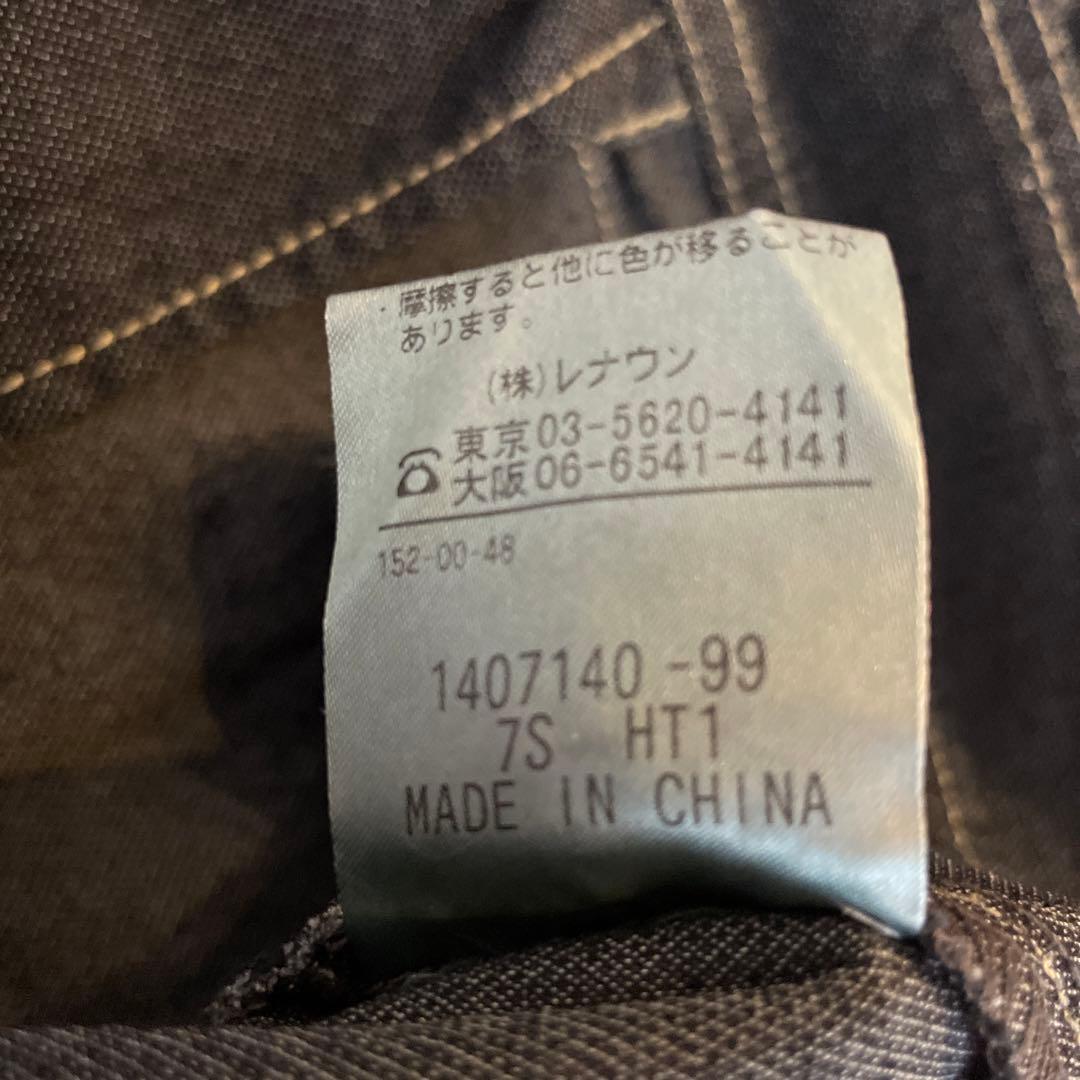 ・摩擦すると他に色が移ることが
あります。
(株)レナウン
☎東京03-5620-4141
大阪06-6541-4141
152-00-48
1407140-99
7S HT1
MADE IN CHINA